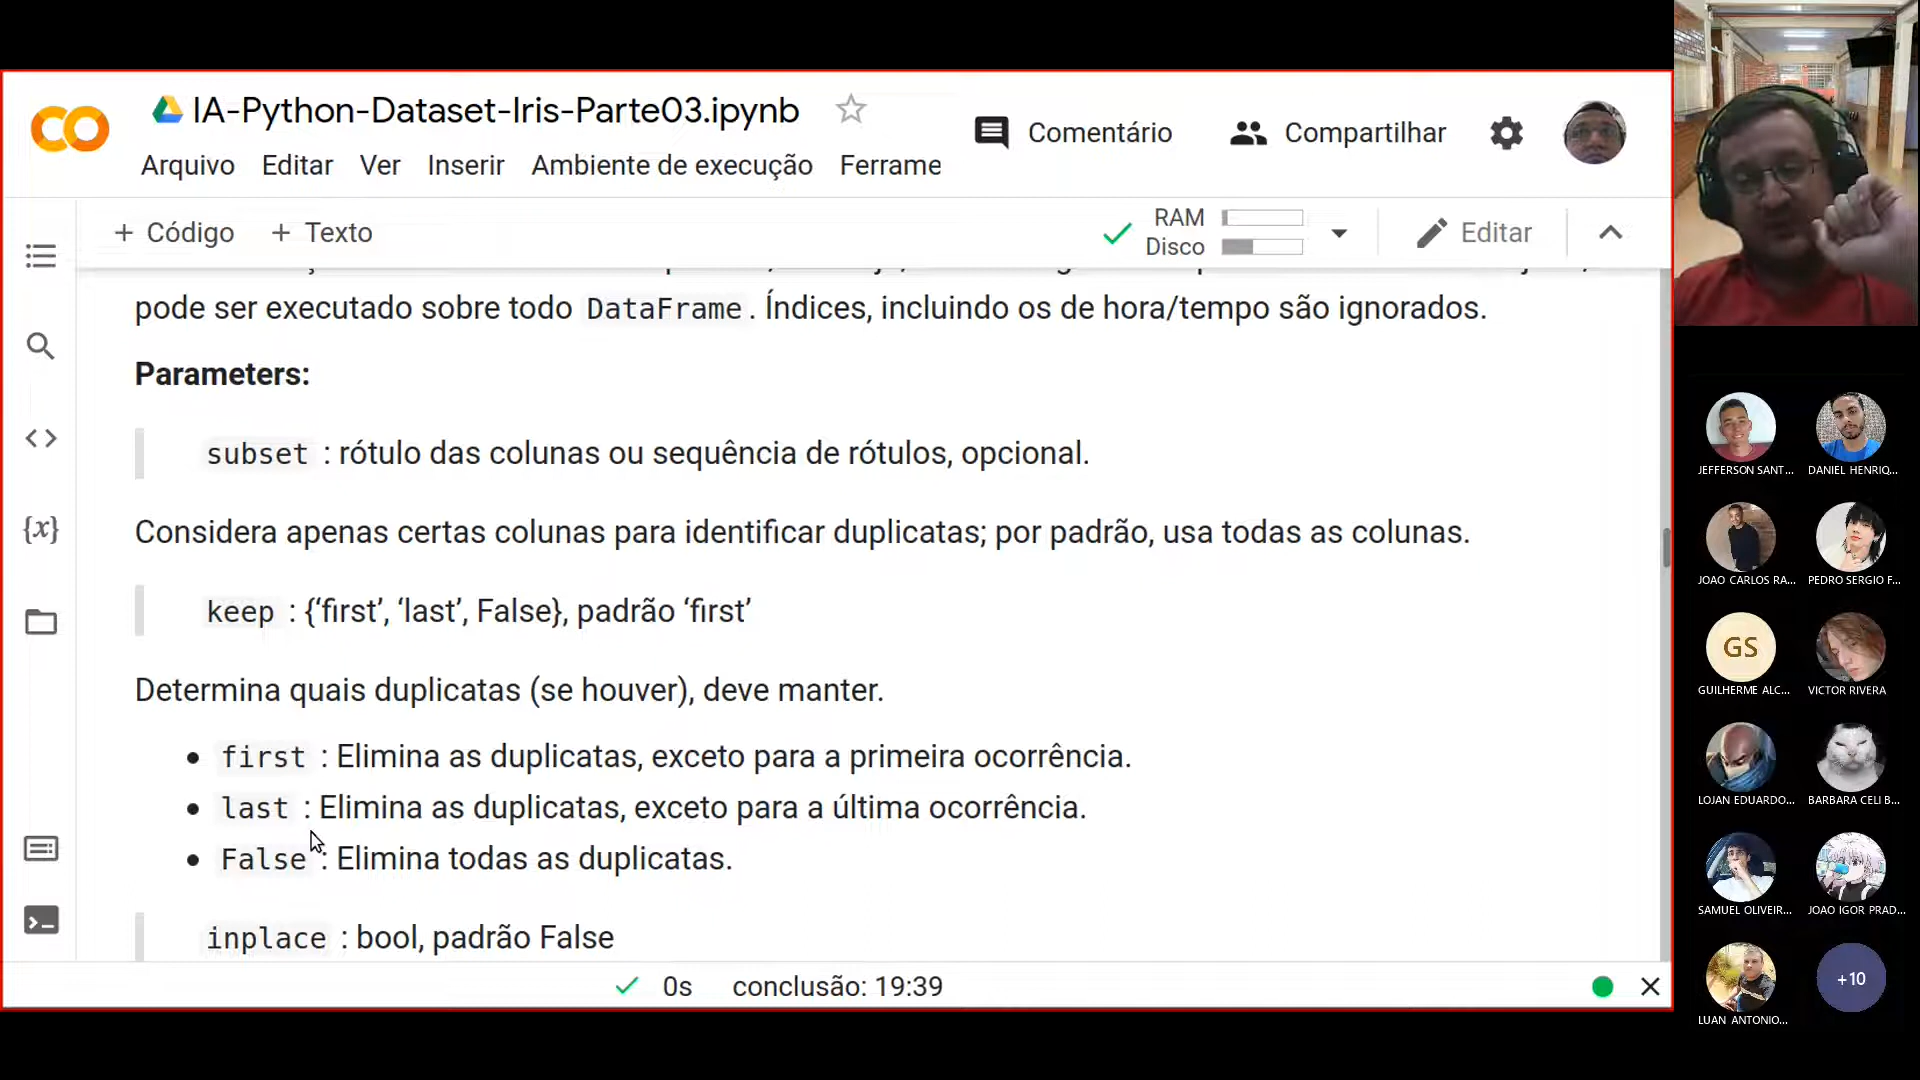 IA-Python-Dataset-Iris-Parte03.ipynb
Comentário
Compartilhar
Arquivo Editar Ver Inserir Ambiente de execução Ferrame
+ Código + Texto
RAM
Disco
Editar
pode ser executado sobre todo DataFrame. Índices, incluindo os de hora/tempo são ignorados.
Parameters:
subset : rótulo das colunas ou sequência de rótulos, opcional.
Considera apenas certas colunas para identificar duplicatas; por padrão, usa todas as colunas.
keep : {‘first’, ‘last’, False}, padrão ‘first’
Determina quais duplicatas (se houver), deve manter.
• first : Elimina as duplicatas, exceto para a primeira ocorrência.
• last : Elimina as duplicatas, exceto para a última ocorrência.
• False : Elimina todas as duplicatas.
inplace : bool, padrão False
0s conclusão: 19:39
{x}
JEFFERSON SANT... DANIEL HENRIQ...
JOAO CARLOS RA... PEDRO SERGIO F...
GS
GUILHERME ALC... VICTOR RIVERA
LOJAN EDUARDO... BARBARA CELI B...
SAMUEL OLIVEIR... JOAO IGOR PRAD...
+10
LUAN ANTONIO...